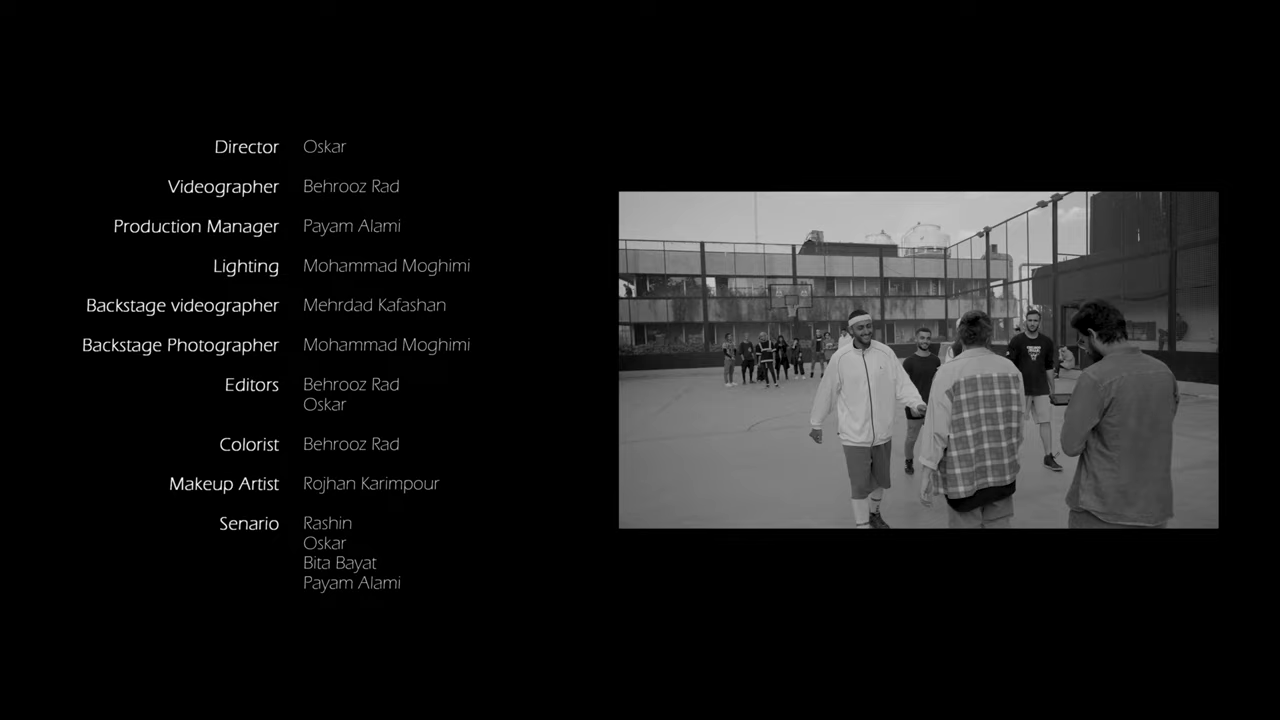 Director Oskar
Videographer Behrooz Rad
Production Manager Payam Alami
Lighting Mohammad Moghimi
Backstage videographer Mehrdad Kafashan
Backstage Photographer Mohammad Moghimi
Editors Behrooz Rad
Oskar
Colorist Behrooz Rad
Makeup Artist Rojhan Karimpour
Senario Rashin
Oskar
Bita Bayat
Payam Alami